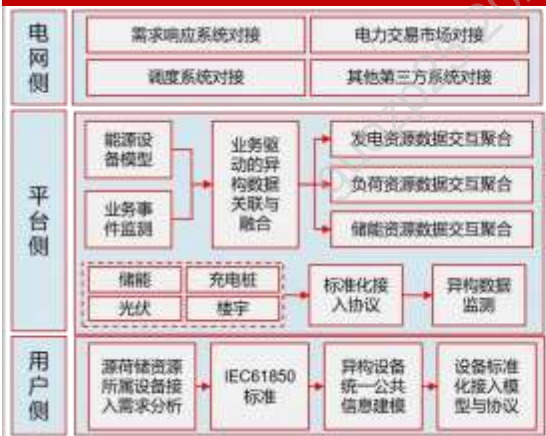 电
网
侧
需求响应系统对接
电力交易市场对接
调度系统对接
其他第三方系统对接
平
台
侧
能源设
备模型
业务事
件监测
业务驱
动的异
构数据
关联与
融合
发电资源数据交互聚合
负荷资源数据交互聚合
储能资源数据交互聚合
储能
充电桩
光伏
楼宇
标准化接
入协议
异构数据
监测
用
户
侧
源荷储资源
所属设备接
入需求分析
IEC61850
标准
异构设备
统一公共
信息建模
设备标准
化接入模
型与协议